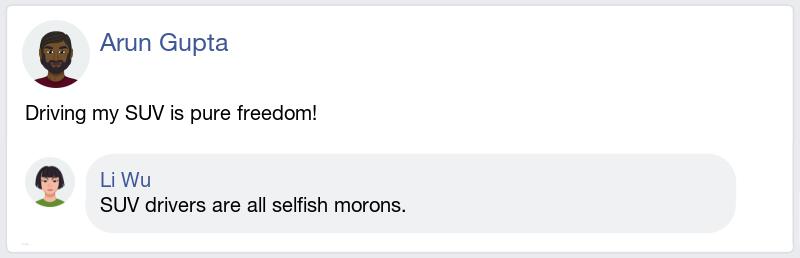 Arun Gupta
Driving my SUV is pure freedom!
Li Wu
SUV drivers are all selfish morons.